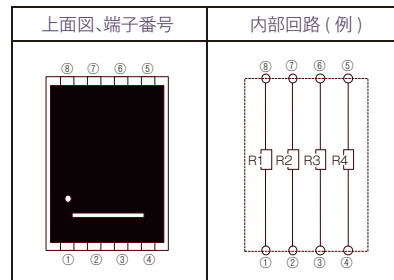 上面図、端子番号
内部回路 ( 例 )
⑧ ⑦ ⑥ ⑤
① ② ③ ④
⑧ ⑦ ⑥ ⑤
R1 R2 R3 R4
① ② ③ ④